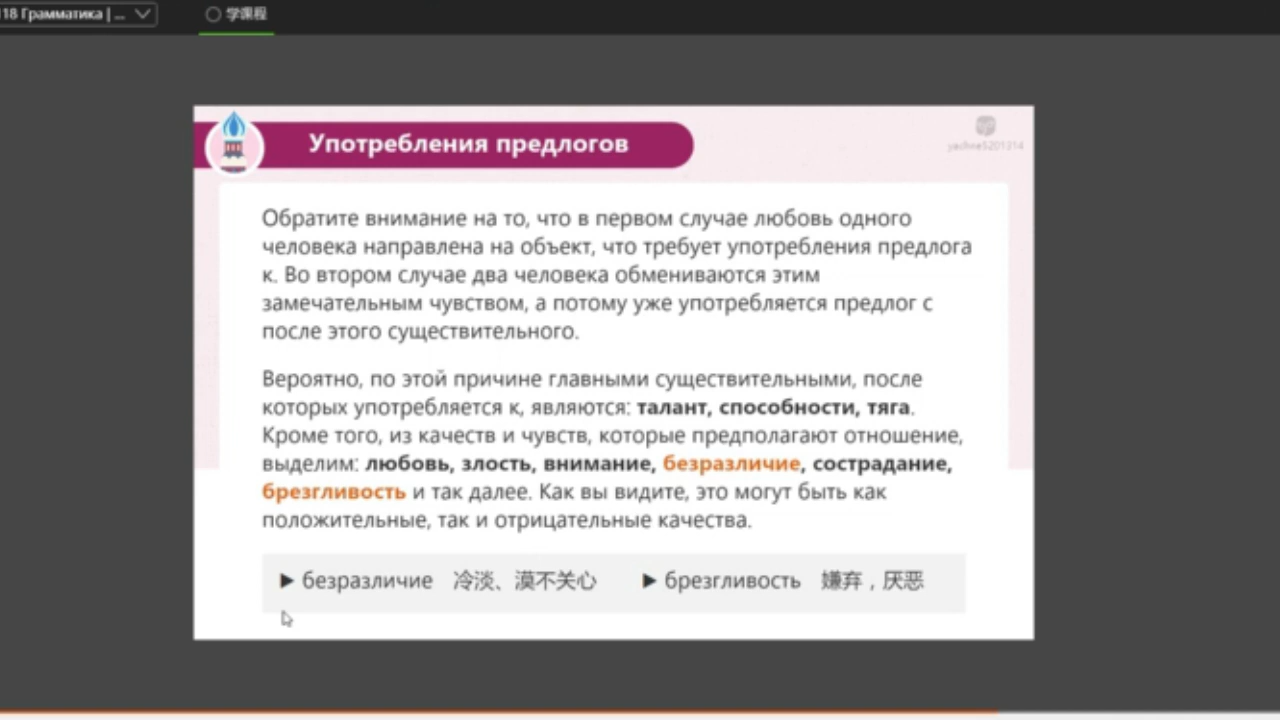 118 Грамматика | ...
学课程
Употребления предлогов
Обратите внимание на то, что в первом случае любовь одного
человека направлена на объект, что требует употребления предлога
к. Во втором случае два человека обмениваются этим
замечательным чувством, а потому уже употребляется предлог с
после этого существительного.
Вероятно, по этой причине главными существительными, после
которых употребляется к, являются: талант, способности, тяга.
Кроме того, из качеств и чувств, которые предполагают отношение,
выделим: любовь, злость, внимание, безразличие, сострадание,
брезгливость и так далее. Как вы видите, это могут быть как
положительные, так и отрицательные качества.
▶ безразличие 冷淡、漠不关心 ▶ брезгливость 嫌弃，厌恶